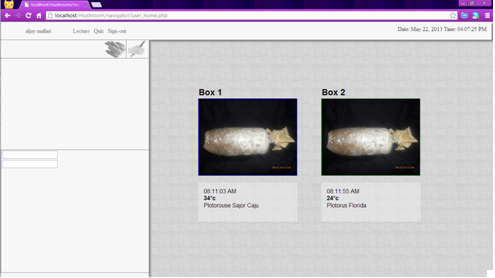 localhost/mushroom/nav
localhost/mushroom/navigator/user_home.php
aljay mallari Lecture Quiz Sign-out
Date: May 22, 2013 Time: 04:07:25 PM
Box 1 Box 2
08:11:03 AM 08:11:55 AM
34°c 24°c
Plotorouse Sajor Caju Plotorus Florida